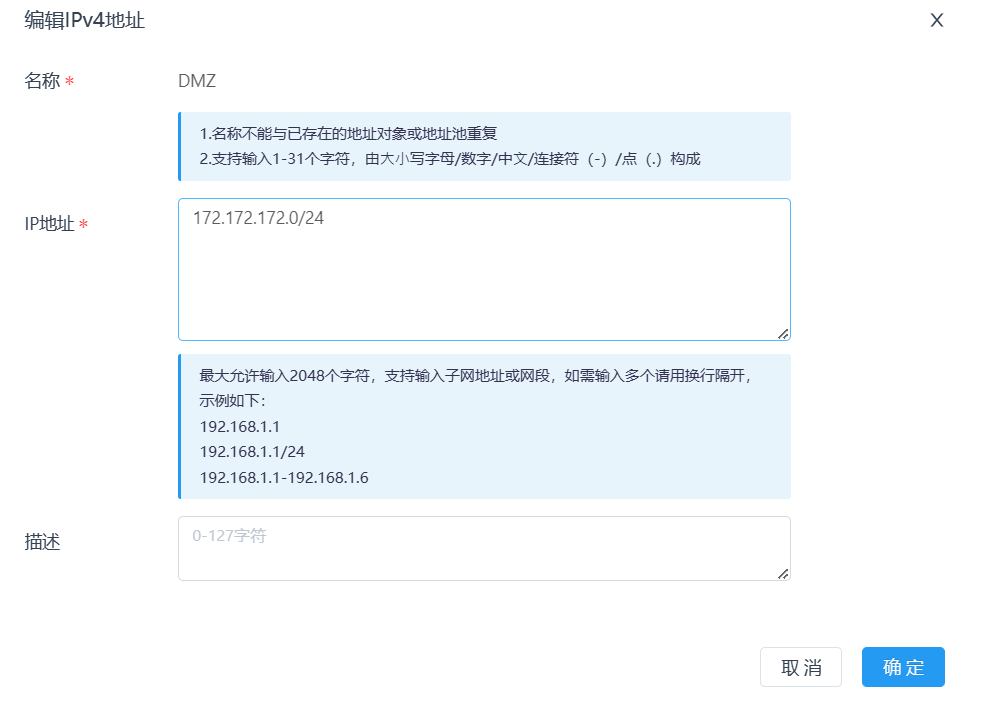 编辑IPv4地址
X
名称 *
DMZ
1.名称不能与已存在的地址对象或地址池重复
2.支持输入1-31个字符，由大小写字母/数字/中文/连接符（-）/点（.）构成
IP地址 *
172.172.172.0/24
最大允许输入2048个字符，支持输入子网地址或网段，如需输入多个请用换行隔开，
示例如下：
192.168.1.1
192.168.1.1/24
192.168.1.1-192.168.1.6
描述
0-127字符
取消
确定